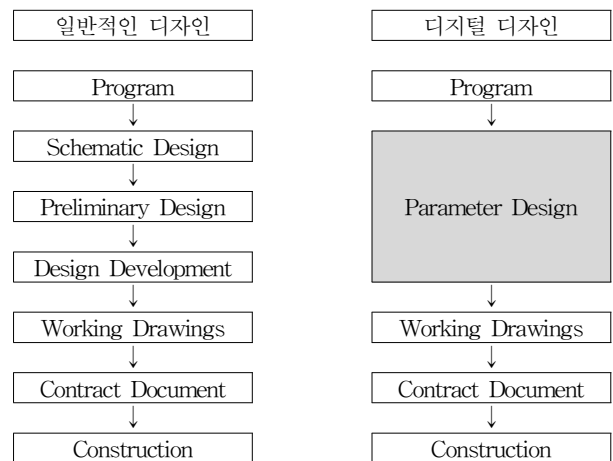 일반적인 디자인
Program
Schematic Design
Preliminary Design
Design Development
Working Drawings
Contract Document
Construction
디지털 디자인
Program
Parameter Design
Working Drawings
Contract Document
Construction